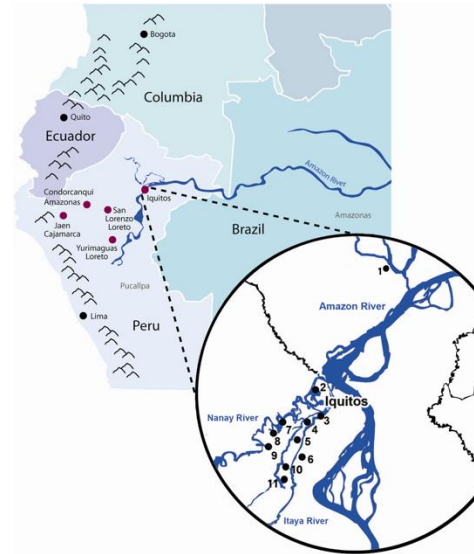 Bogota
Columbia
Quito
Ecuador
Amazon River
Condorcanqui
Amazonas
Iquitos
San
Lorenzo
Loreto
Jaen
Cajamarca
Yurimaguas
Loreto
Amazonas
Brazil
Pucallpa
Lima
Peru
1
Amazon River
2
Iquitos
Nanay River
3
7
4
8
5
9
6
10
11
Itaya River